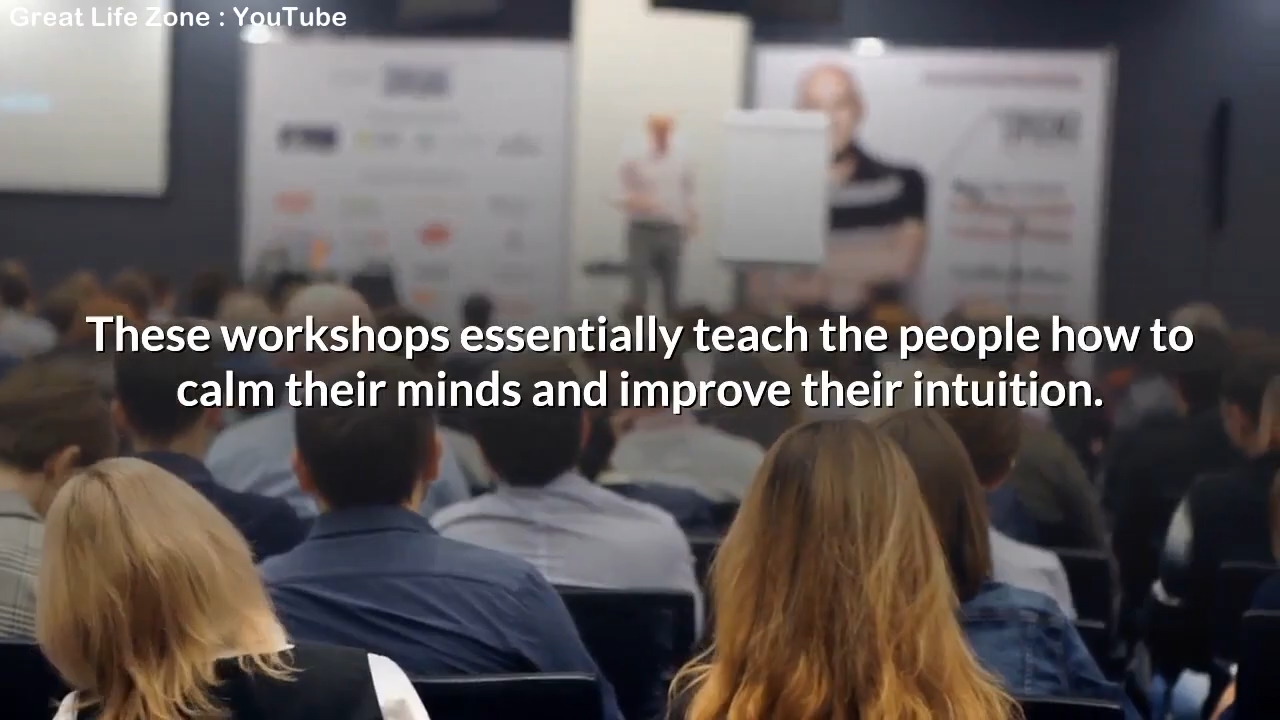 Great Life Zone : YouTube
These workshops essentially teach the people how to
calm their minds and improve their intuition.